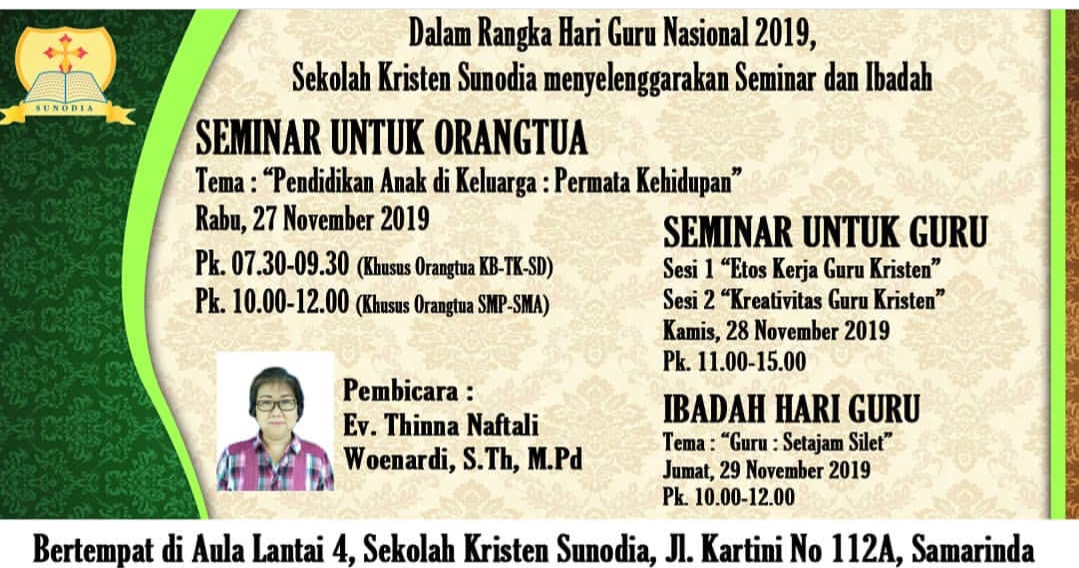 SUNODIA
Dalam Rangka Hari Guru Nasional 2019,
Sekolah Kristen Sunodia menyelenggarakan Seminar dan Ibadah
SEMINAR UNTUK ORANGTUA
Tema : “Pendidikan Anak di Keluarga : Permata Kehidupan”
Rabu, 27 November 2019
Pk. 07.30-09.30 (Khusus Orangtua KB-TK-SD)
Pk. 10.00-12.00 (Khusus Orangtua SMP-SMA)
SEMINAR UNTUK GURU
Sesi 1 “Etos Kerja Guru Kristen”
Sesi 2 “Kreativitas Guru Kristen”
Kamis, 28 November 2019
Pk. 11.00-15.00
Pembicara :
Ev. Thinna Naftali
Woenardi, S.Th, M.Pd
IBADAH HARI GURU
Tema : “Guru : Setajam Silet”
Jumat, 29 November 2019
Pk. 10.00-12.00
Bertempat di Aula Lantai 4, Sekolah Kristen Sunodia, Jl. Kartini No 112A, Samarinda